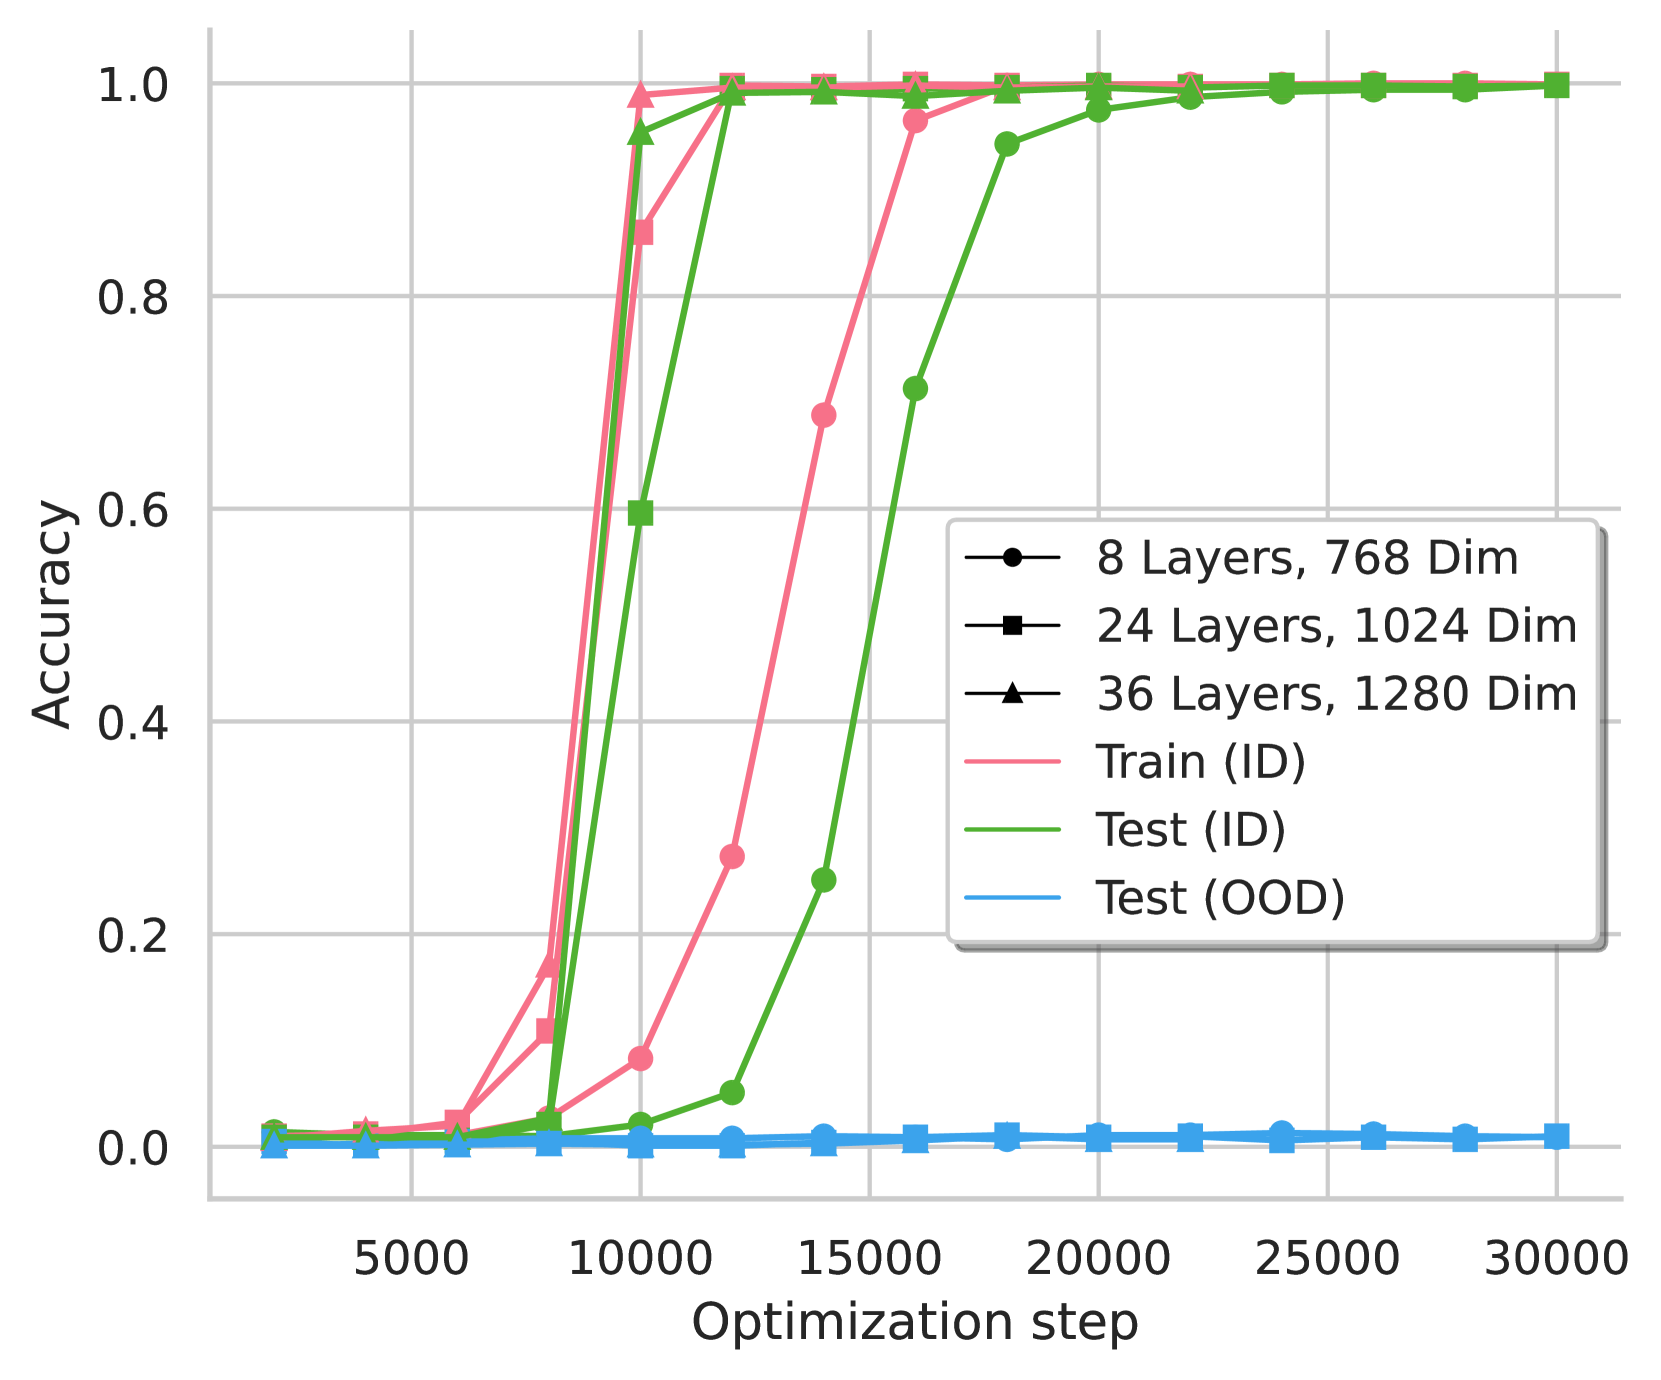 1.0
0.8
0.6
0.4
0.2
0.0
Accuracy
8 Layers, 768 Dim
24 Layers, 1024 Dim
36 Layers, 1280 Dim
Train (ID)
Test (ID)
Test (OOD)
5000 10000 15000 20000 25000 30000
Optimization step